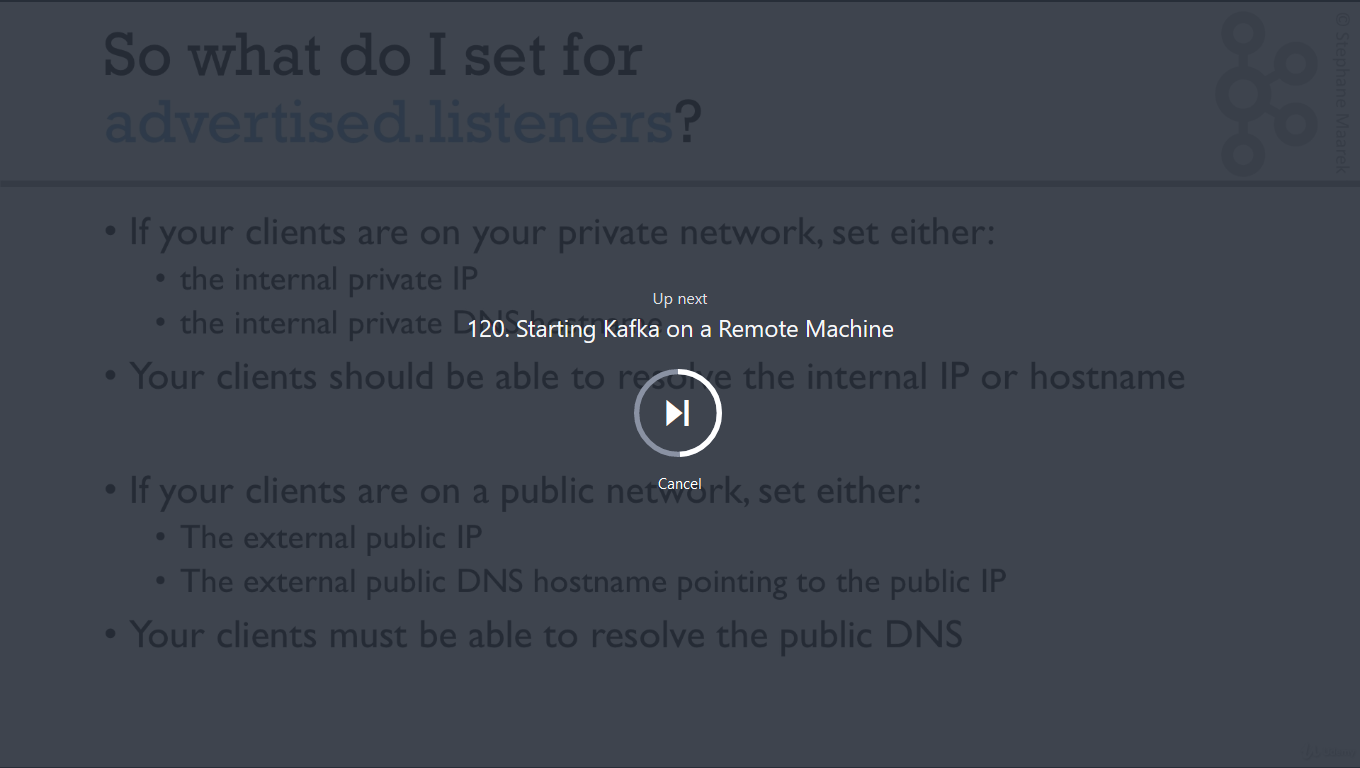 So what do I set for
advertised.listeners?
© Stephane Maarek
• If your clients are on your private network, set either:
• the internal private IP
• the internal private DNS hostname
Up next
120. Starting Kafka on a Remote Machine
• Your clients should be able to resolve the internal IP or hostname
Cancel
• If your clients are on a public network, set either:
• The external public IP
• The external public DNS hostname pointing to the public IP
• Your clients must be able to resolve the public DNS